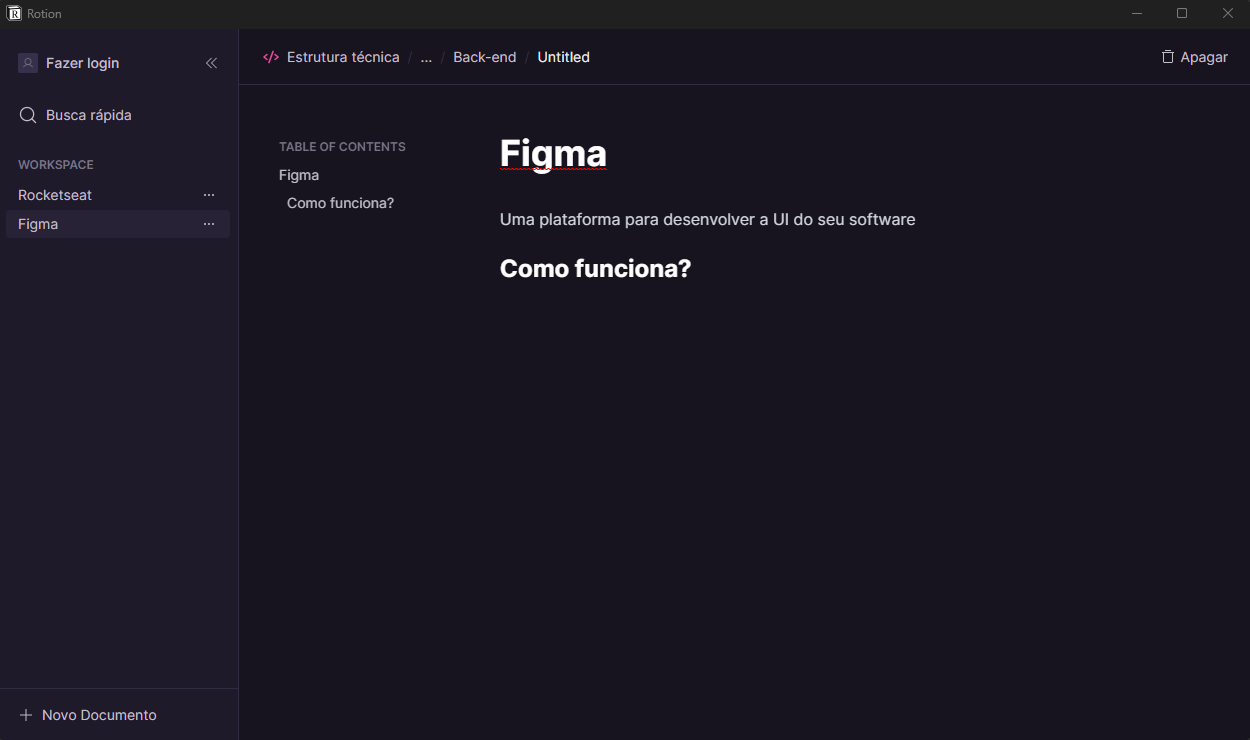 Rotion
Fazer login
Busca rápida
WORKSPACE
Rocketseat ...
Figma ...
Novo Documento
</> Estrutura técnica / ... / Back-end / Untitled
Apagar
TABLE OF CONTENTS
Figma
Como funciona?
Figma
Uma plataforma para desenvolver a UI do seu software
Como funciona?